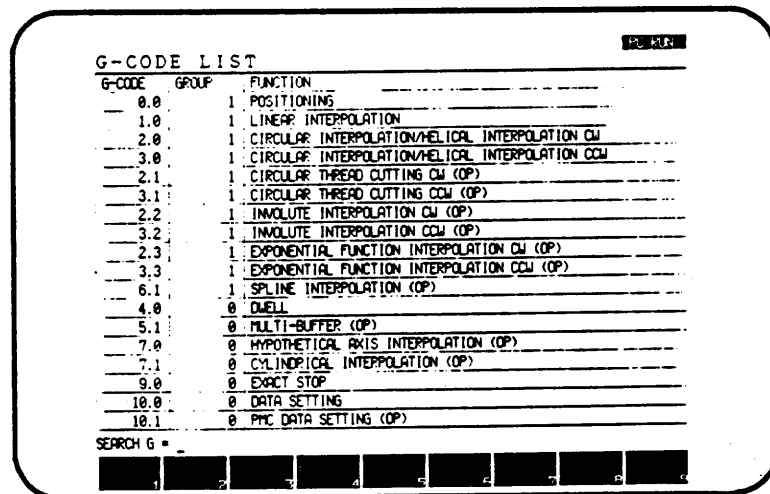 PC RUN
G-CODE LIST
G-CODE GROUP FUNCTION
0.0 1 POSITIONING
1.0 1 LINEAR INTERPOLATION
2.0 1 CIRCULAR INTERPOLATION/HELICAL INTERPOLATION CW
3.0 1 CIRCULAR INTERPOLATION/HELICAL INTERPOLATION CCW
2.1 1 CIRCULAR THREAD CUTTING CW (OP)
3.1 1 CIRCULAR THREAD CUTTING CCW (OP)
2.2 1 INVOLUTE INTERPOLATION CW (OP)
3.2 1 INVOLUTE INTERPOLATION CCW (OP)
2.3 1 EXPONENTIAL FUNCTION INTERPOLATION CW (OP)
3.3 1 EXPONENTIAL FUNCTION INTERPOLATION CCW (OP)
6.1 1 SPLINE INTERPOLATION (OP)
4.0 0 DWELL
5.1 0 MULTI-BUFFER (OP)
7.0 0 HYPOTHETICAL AXIS INTERPOLATION (OP)
7.1 0 CYLINDRICAL INTERPOLATION (OP)
9.0 0 EXACT STOP
10.0 0 DATA SETTING
10.1 0 PMC DATA SETTING (OP)
SEARCH G = _
1 2 3 4 5 6 7 8 9